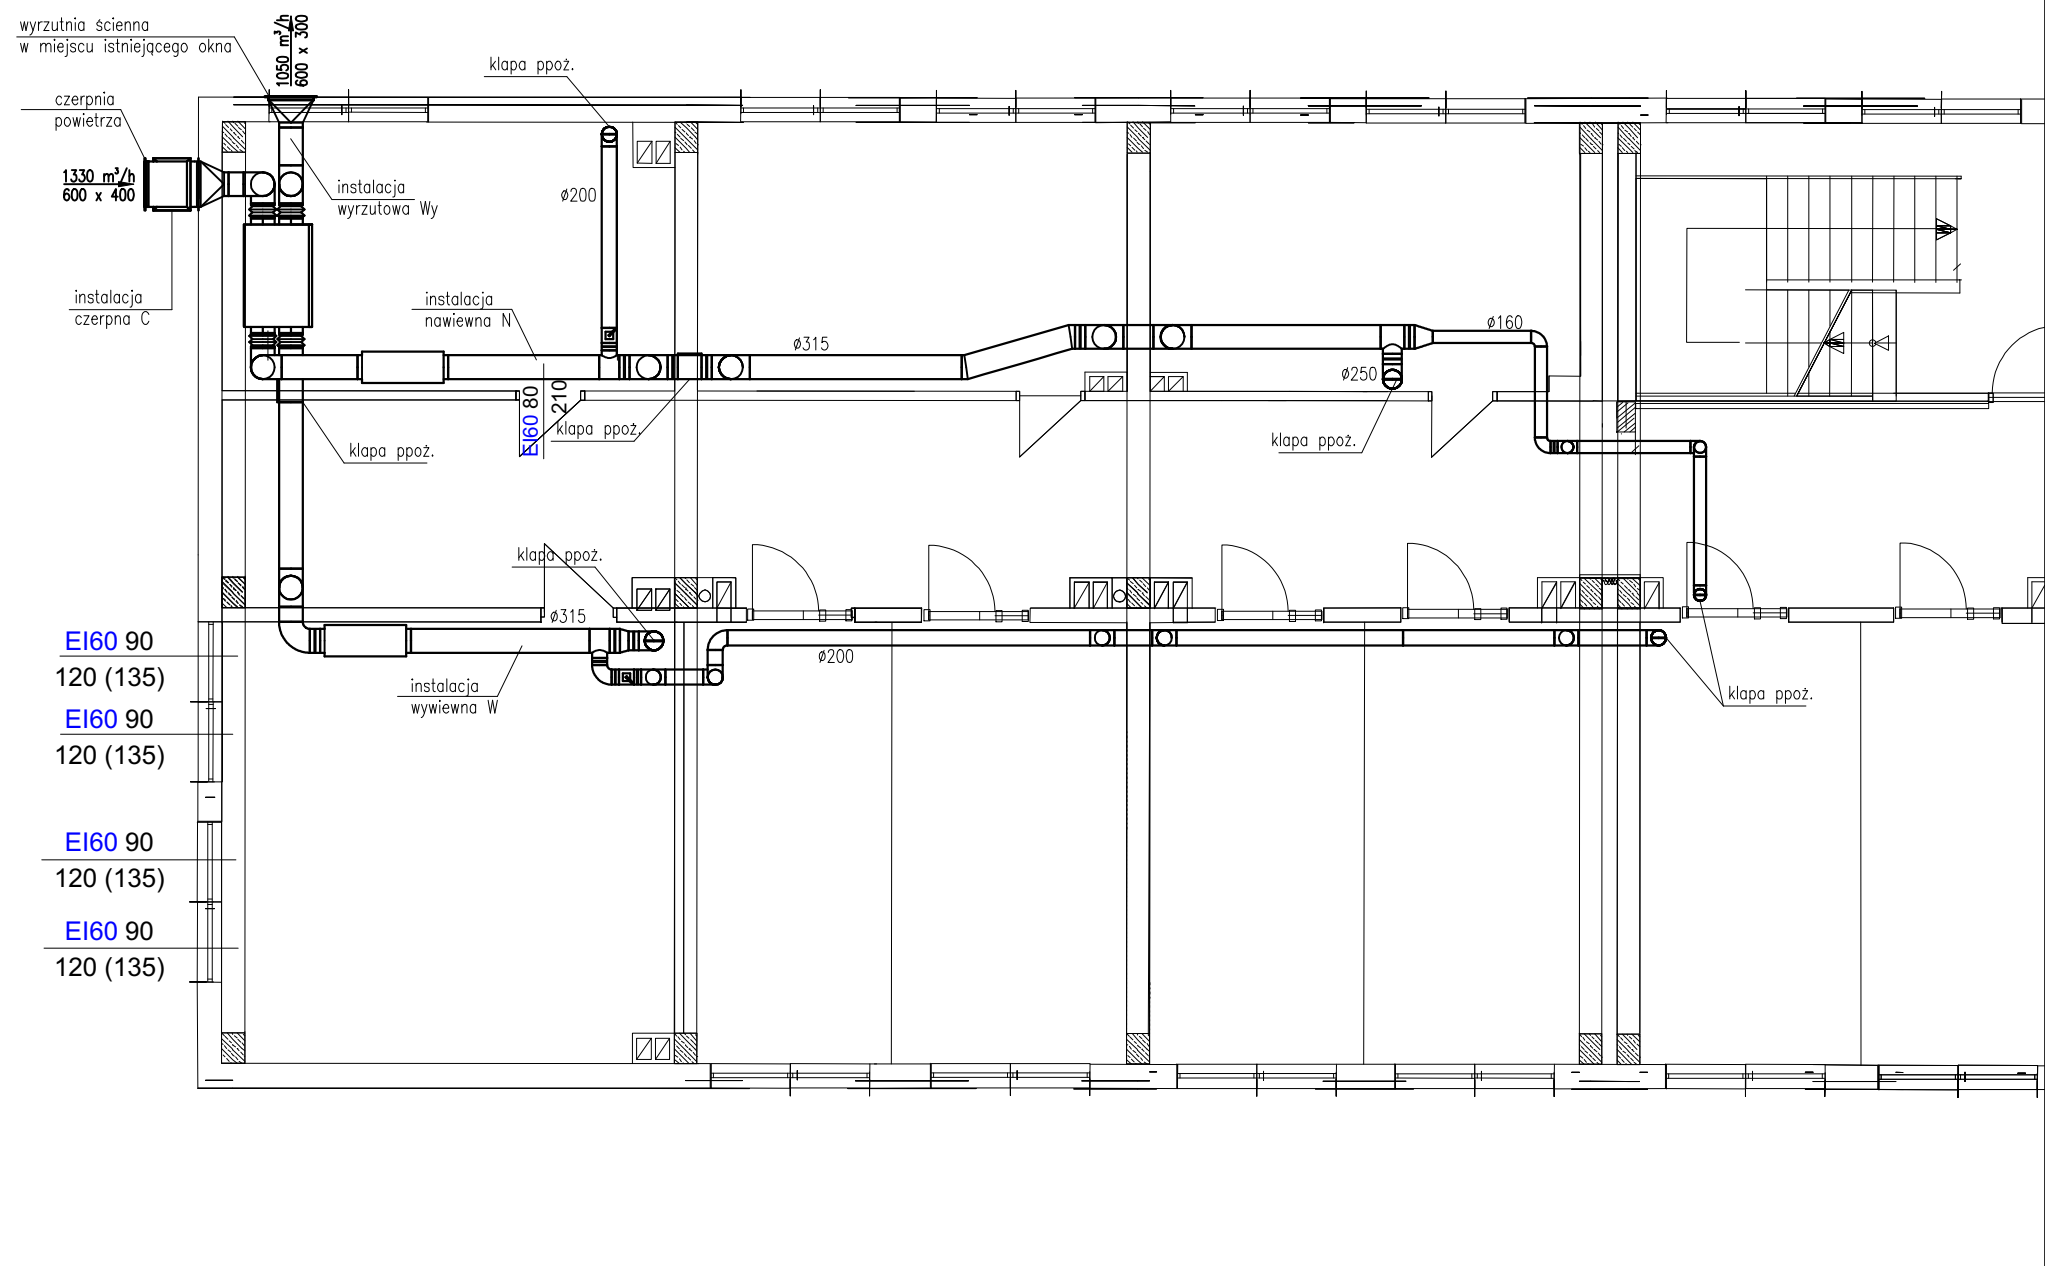 wyrzutnia ścienna
w miejscu istniejącego okna
1050 m³/h
600 x 300
klapa ppoż.
czerpnia
powietrza
1330 m³/h
600 x 400
instalacja
wyrzutowa Wy
ø200
instalacja
czerpna C
instalacja
nawiewna N
ø315
ø160
ø250
EI60 80
210
klapa ppoż.
klapa ppoż.
klapa ppoż.
klapa ppoż.
ø315
ø200
instalacja
wywiewna W
klapa ppoż.
EI60 90
120 (135)
EI60 90
120 (135)
EI60 90
120 (135)
EI60 90
120 (135)